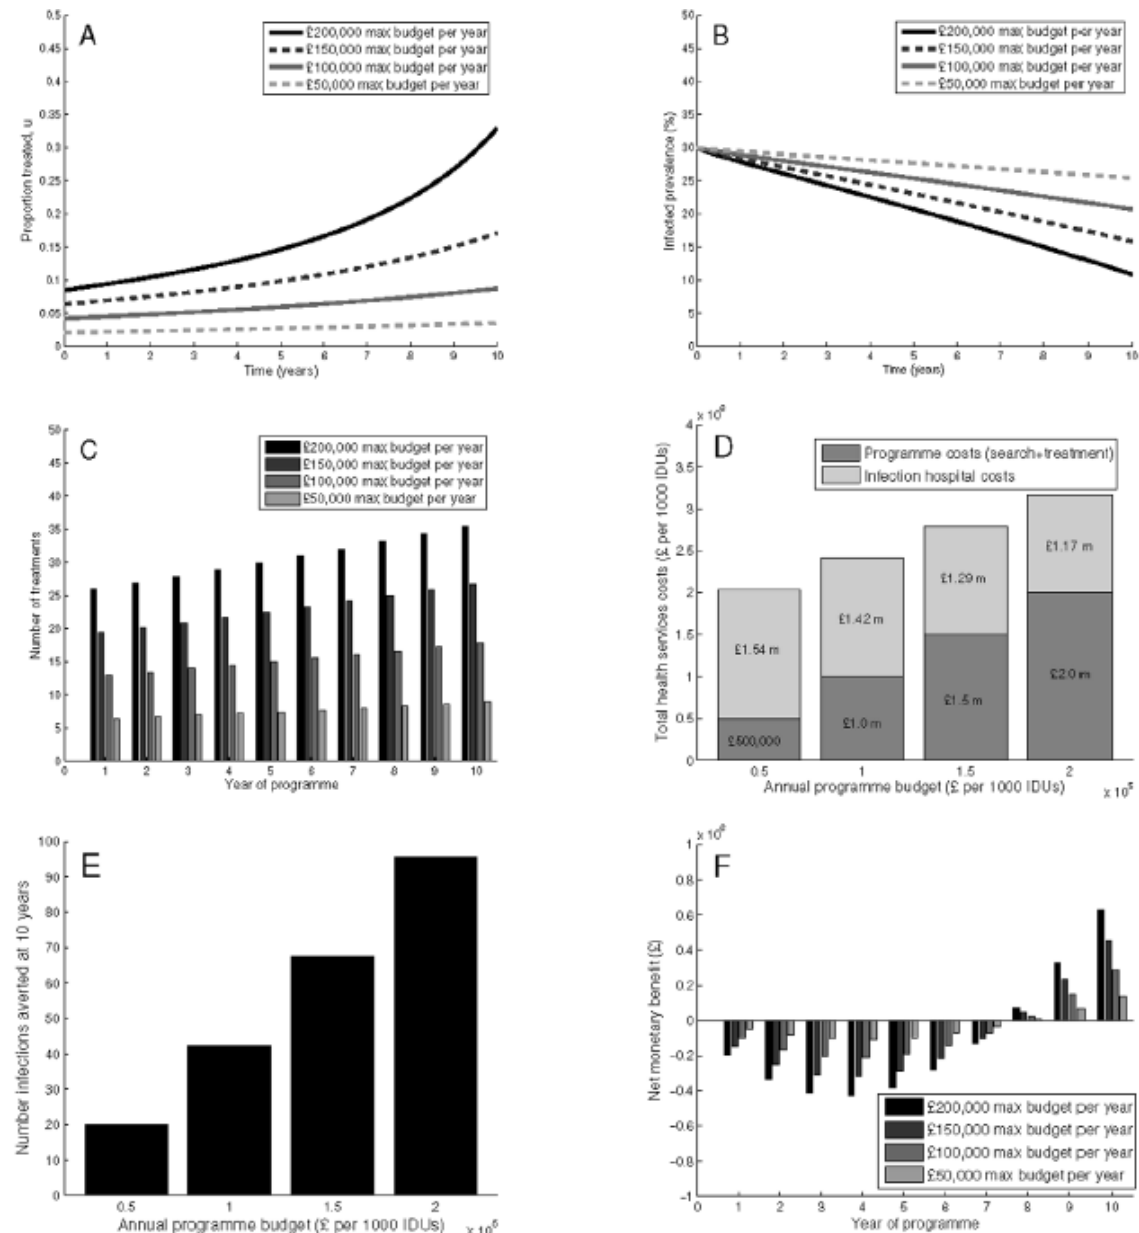 A
£200,000 max budget per year
£150,000 max budget per year
£100,000 max budget per year
£50,000 max budget per year
Proportion treated, u
0.5
0.45
0.4
0.35
0.3
0.25
0.2
0.15
0.1
0.05
0
0 1 2 3 4 5 6 7 8 9 10
Time (years)
B
£200,000 max budget per year
£150,000 max budget per year
£100,000 max budget per year
£50,000 max budget per year
Infected prevalence (%)
50
45
40
35
30
25
20
15
10
5
0
0 1 2 3 4 5 6 7 8 9 10
Time (years)
C
£200,000 max budget per year
£150,000 max budget per year
£100,000 max budget per year
£50,000 max budget per year
Number of treatments
50
45
40
35
30
25
20
15
10
5
0
0 1 2 3 4 5 6 7 8 9 10
Year of programme
D
Programme costs (search+treatment)
Infection hospital costs
Total health services costs (£ per 1000 IDUs)
4
3.5
3
2.5
2
1.5
1
0.5
0
£1.54 m
£500,000
£1.42 m
£1.0 m
£1.29 m
£1.5 m
£1.17 m
£2.0 m
0.5 1 1.5 2
Annual programme budget (£ per 1000 IDUs)
x 10⁵
E
Number infections averted at 10 years
100
90
80
70
60
50
40
30
20
10
0
0.5 1 1.5 2
Annual programme budget (£ per 1000 IDUs)
F
Net monetary benefit (£)
1
0.8
0.6
0.4
0.2
0
-0.2
-0.4
-0.6
-0.8
-1
£200,000 max budget per year
£150,000 max budget per year
£100,000 max budget per year
£50,000 max budget per year
1 2 3 4 5 6 7 8 9 10
Year of programme